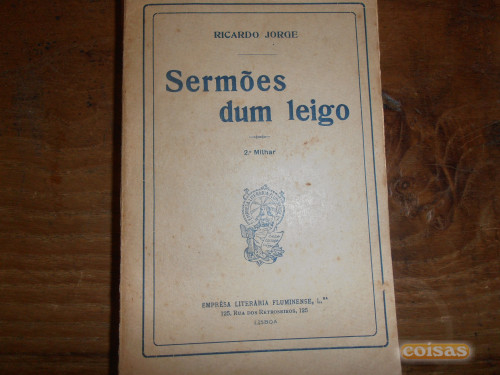 RICARDO JORGE
Sermões
dum leigo
2.º Milhar
EMPRÊSA LITERÁRIA FLUMINENSE, L.ᴰᴬ
125, RUA DOS RETROSEIROS, 125
LISBOA
coisas